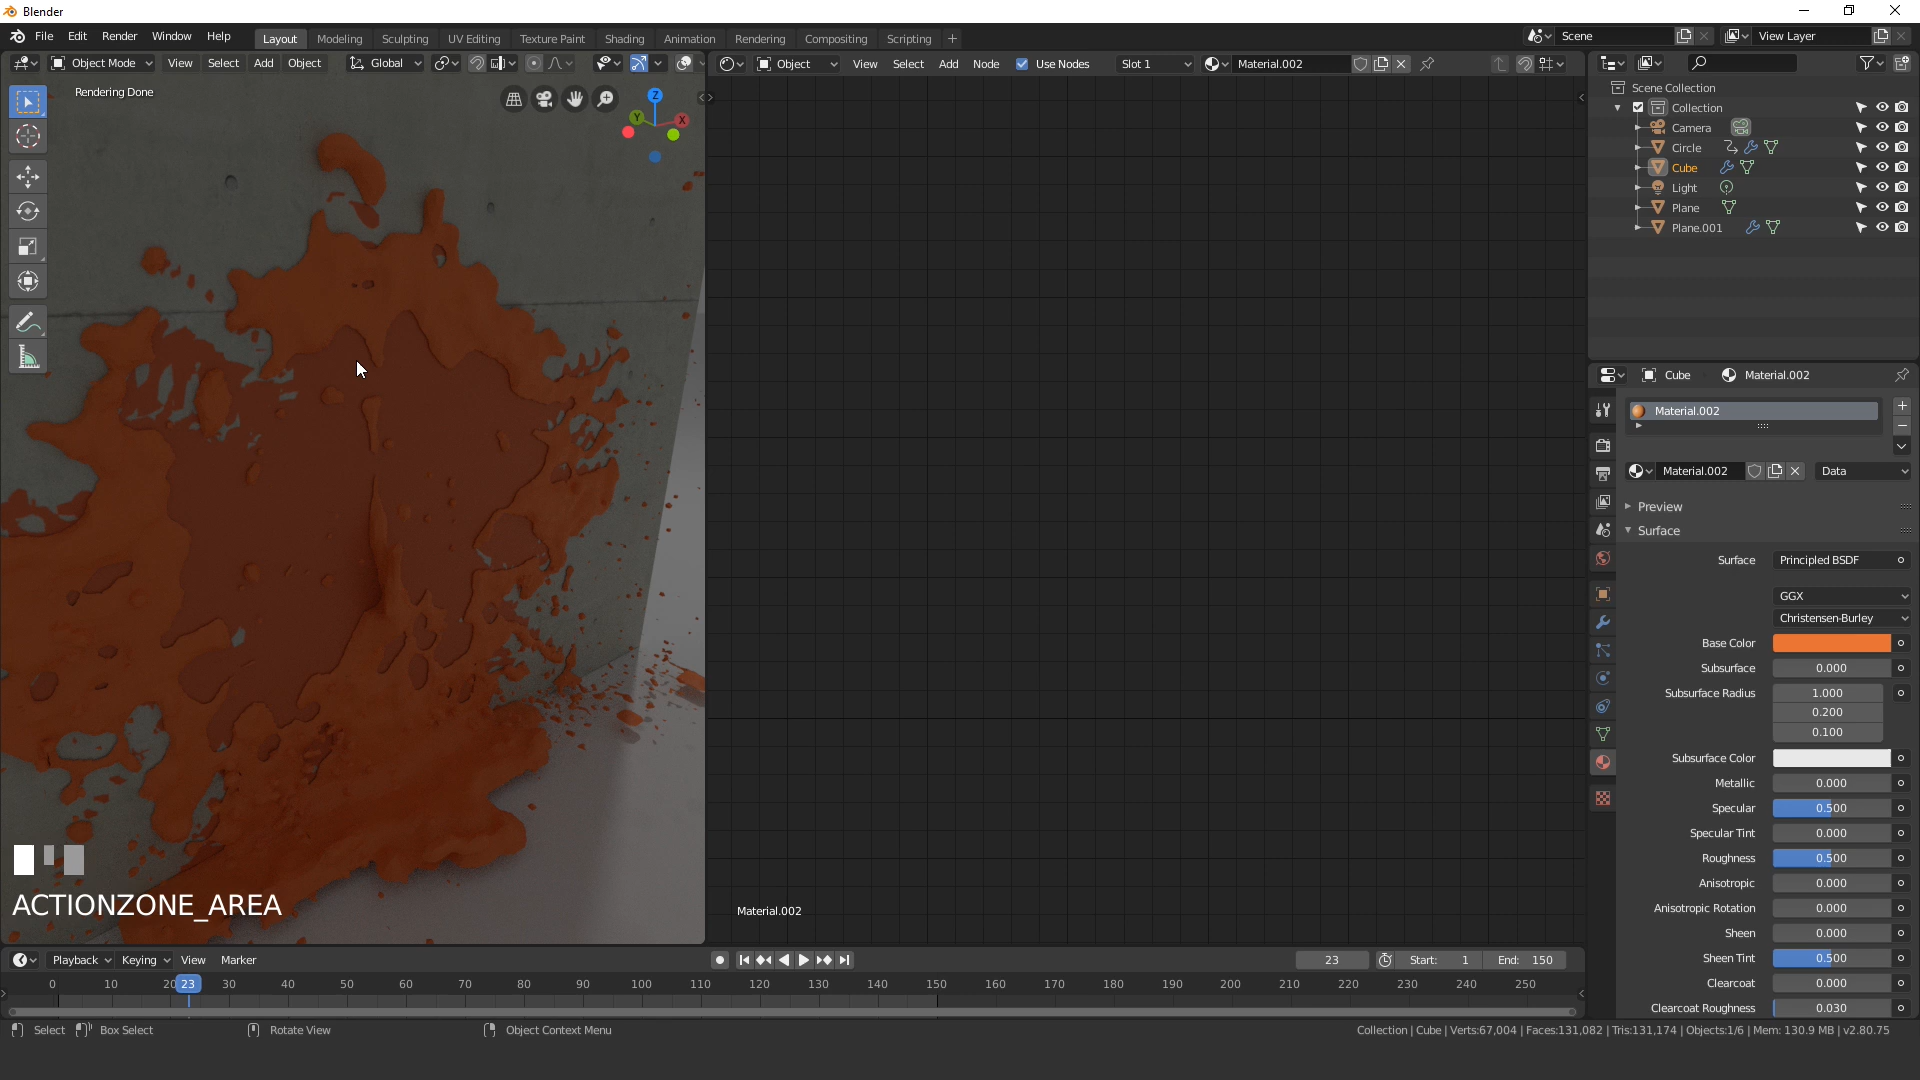 Blender
File Edit Render Window Help
Layout Modeling Sculpting UV Editing Texture Paint Shading Animation Rendering Compositing Scripting +
Scene
View Layer
Object Mode View Select Add Object Global
Object View Select Add Node Use Nodes Slot 1 Material.002
Rendering Done
Z
Y
X
Scene Collection
Collection
Camera
Circle
Cube
Light
Plane
Plane.001
Cube Material.002
Material.002
Material.002 Data
Preview
Surface
Surface Principled BSDF
GGX
Christensen-Burley
Base Color
Subsurface 0.000
Subsurface Radius 1.000
0.200
0.100
Subsurface Color
Metallic 0.000
Specular 0.500
Specular Tint 0.000
Roughness 0.500
Anisotropic 0.000
Anisotropic Rotation 0.000
Sheen 0.000
Sheen Tint 0.500
Clearcoat 0.000
Clearcoat Roughness 0.030
ACTIONZONE_AREA
Material.002
Playback Keying View Marker
23 Start: 1 End: 150
0 10 20 23 30 40 50 60 70 80 90 100 110 120 130 140 150 160 170 180 190 200 210 220 230 240 250
Select Box Select Rotate View Object Context Menu
Collection | Cube | Verts:67,004 | Faces:131,082 | Tris:131,174 | Objects:1/6 | Mem: 130.9 MB | v2.80.75